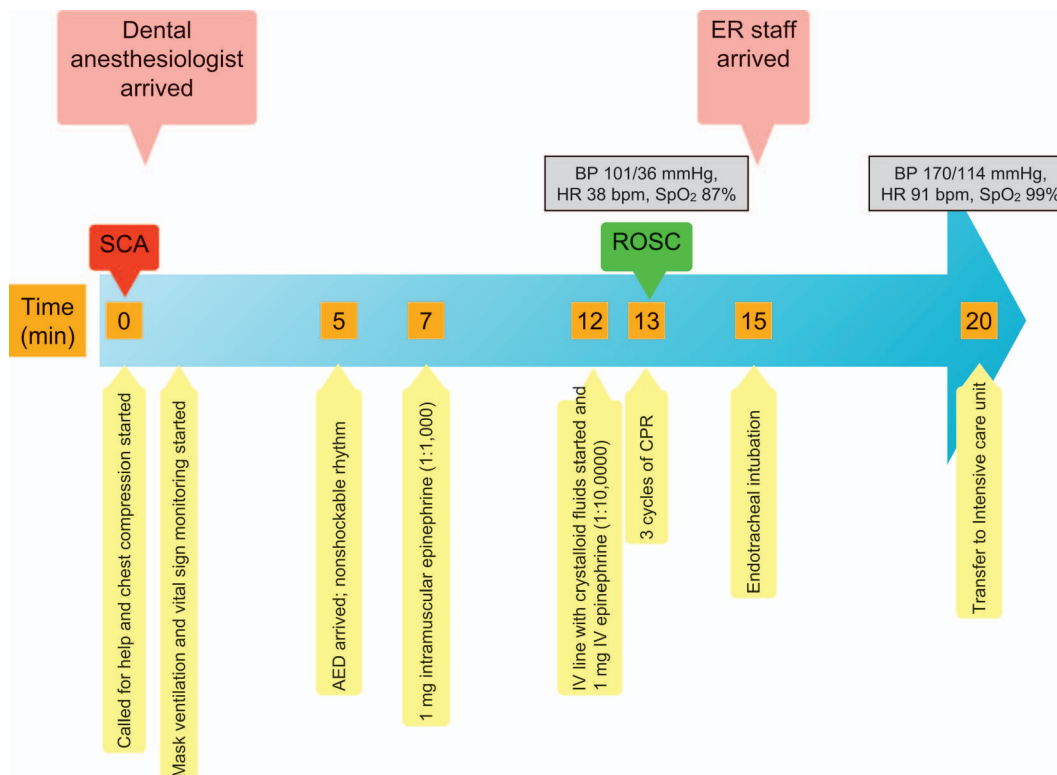 Dental
anesthesiologist
arrived
ER staff
arrived
BP 101/36 mmHg,
HR 38 bpm, SpO₂ 87%
BP 170/114 mmHg,
HR 91 bpm, SpO₂ 99%
SCA
ROSC
Time
(min)
0
5
7
12
13
15
20
Called for help and chest compression started
Mask ventilation and vital sign monitoring started
AED arrived; nonshockable rhythm
1 mg intramuscular epinephrine (1:1,000)
IV line with crystalloid fluids started and
1 mg IV epinephrine (1:10,0000)
3 cycles of CPR
Endotracheal intubation
Transfer to Intensive care unit